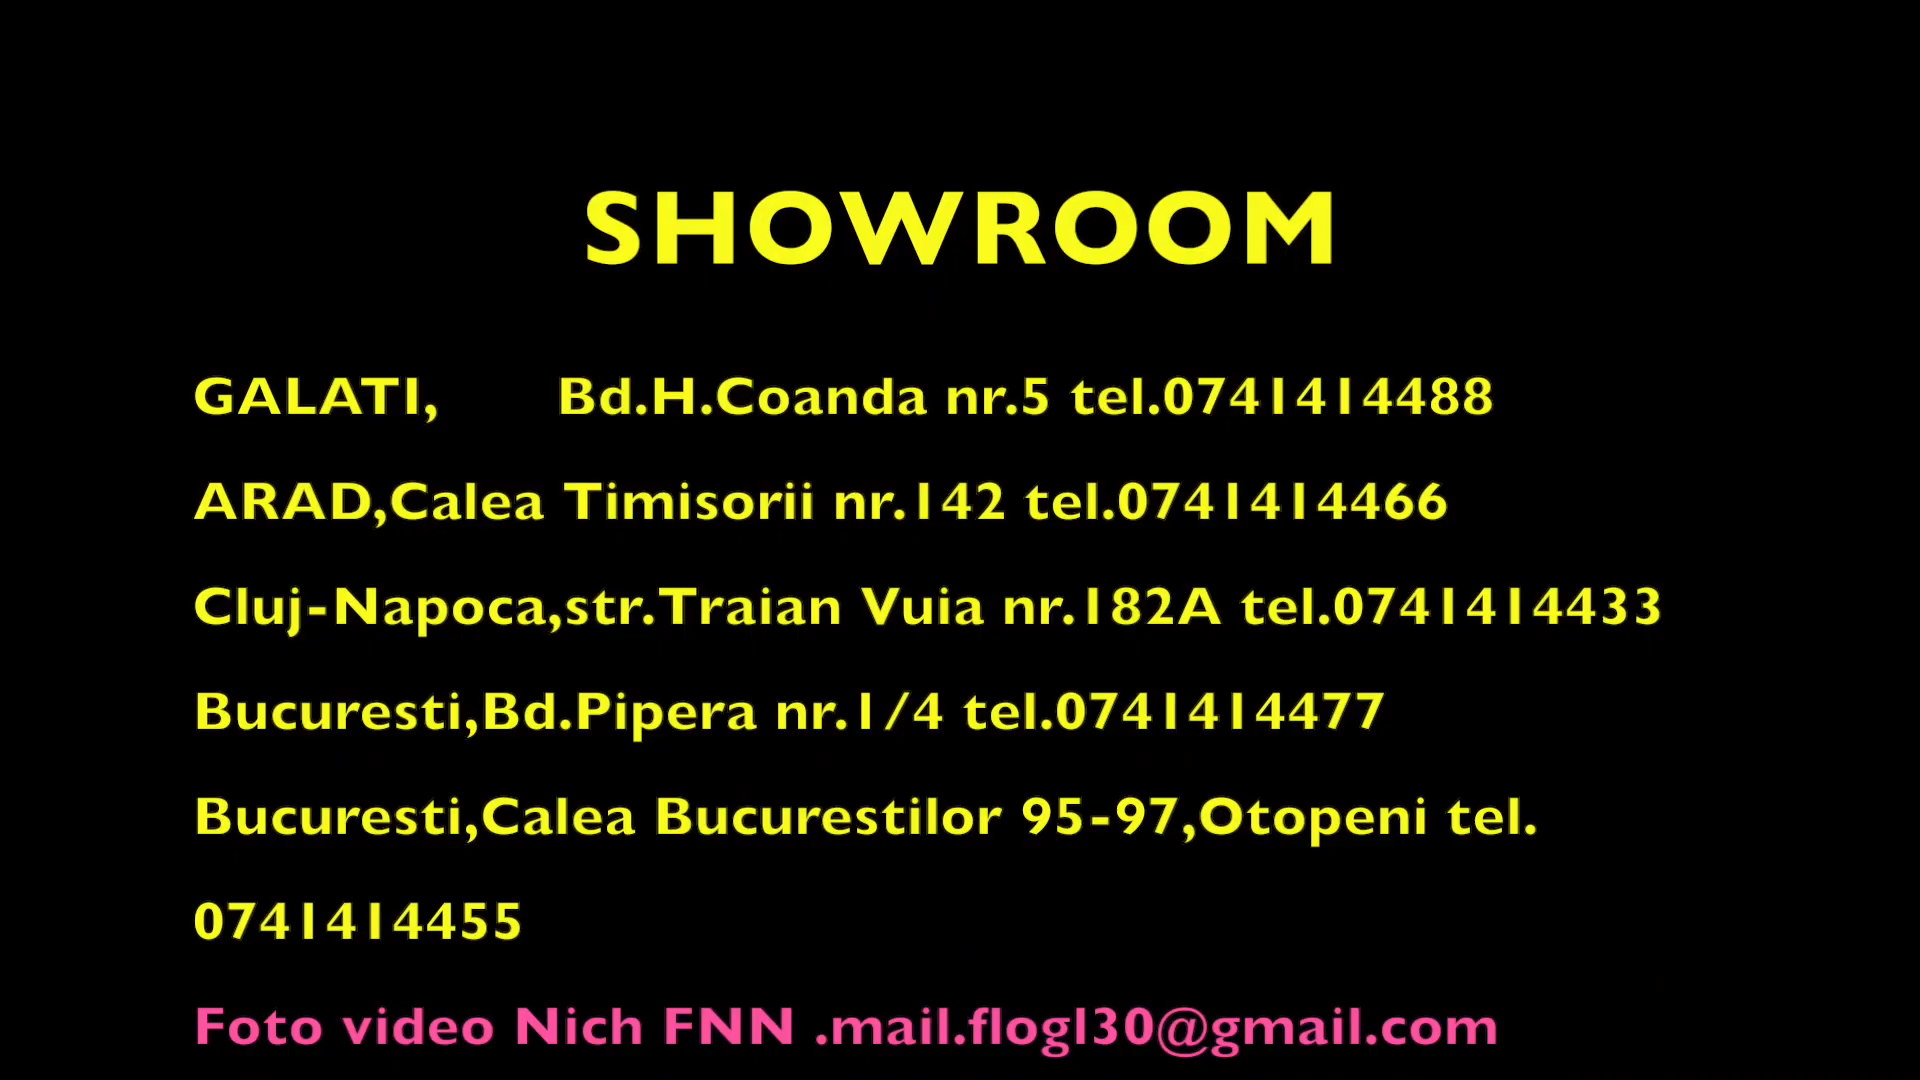 SHOWROOM
GALATI, Bd.H.Coanda nr.5 tel.0741414488
ARAD,Calea Timisorii nr.142 tel.0741414466
Cluj-Napoca,str.Traian Vuia nr.182A tel.0741414433
Bucuresti,Bd.Pipera nr.1/4 tel.0741414477
Bucuresti,Calea Bucurestilor 95-97,Otopeni tel.
0741414455
Foto video Nich FNN .mail.flogl30@gmail.com